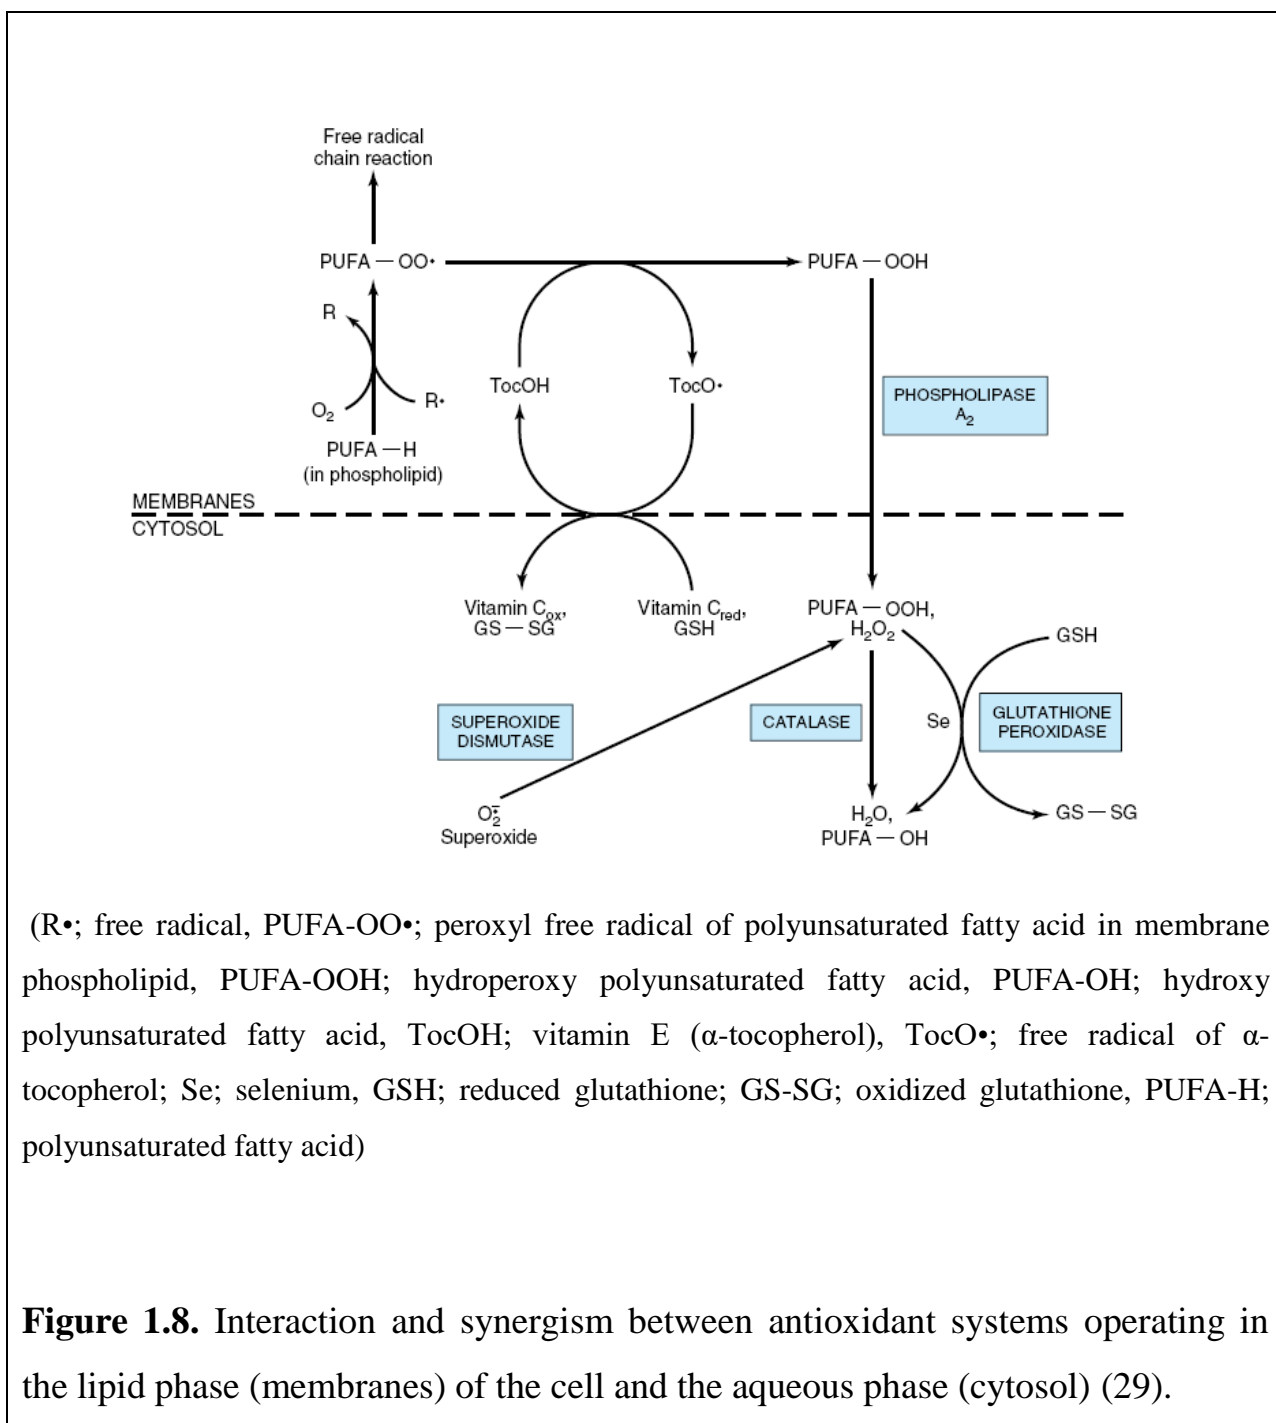 Free radical
chain reaction
PUFA — OO•
PUFA — OOH
R
TocOH
TocO•
O₂
R•
PHOSPHOLIPASE
A₂
PUFA — H
(in phospholipid)
MEMBRANES
CYTOSOL
Vitamin Cox,
GS — SG
Vitamin Cred,
GSH
PUFA — OOH,
H₂O₂
GSH
SUPEROXIDE
DISMUTASE
CATALASE
Se
GLUTATHIONE
PEROXIDASE
O₂•̄
Superoxide
H₂O,
PUFA — OH
GS — SG
(R•; free radical, PUFA-OO•; peroxyl free radical of polyunsaturated fatty acid in membrane
phospholipid, PUFA-OOH; hydroperoxy polyunsaturated fatty acid, PUFA-OH; hydroxy
polyunsaturated fatty acid, TocOH; vitamin E (α-tocopherol), TocO•; free radical of α-
tocopherol; Se; selenium, GSH; reduced glutathione; GS-SG; oxidized glutathione, PUFA-H;
polyunsaturated fatty acid)
Figure 1.8. Interaction and synergism between antioxidant systems operating in
the lipid phase (membranes) of the cell and the aqueous phase (cytosol) (29).